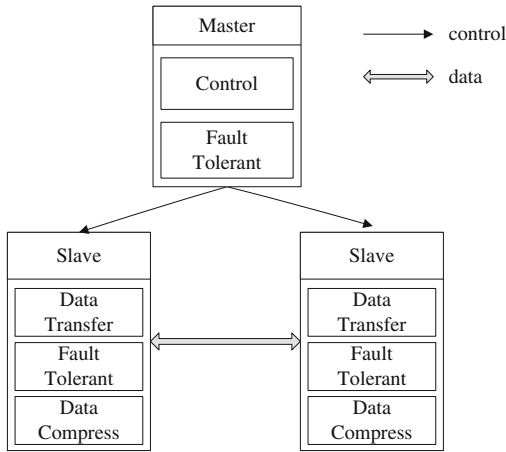 Master
control
Control
data
Fault
Tolerant
Slave
Slave
Data
Transfer
Data
Transfer
Fault
Tolerant
Fault
Tolerant
Data
Compress
Data
Compress